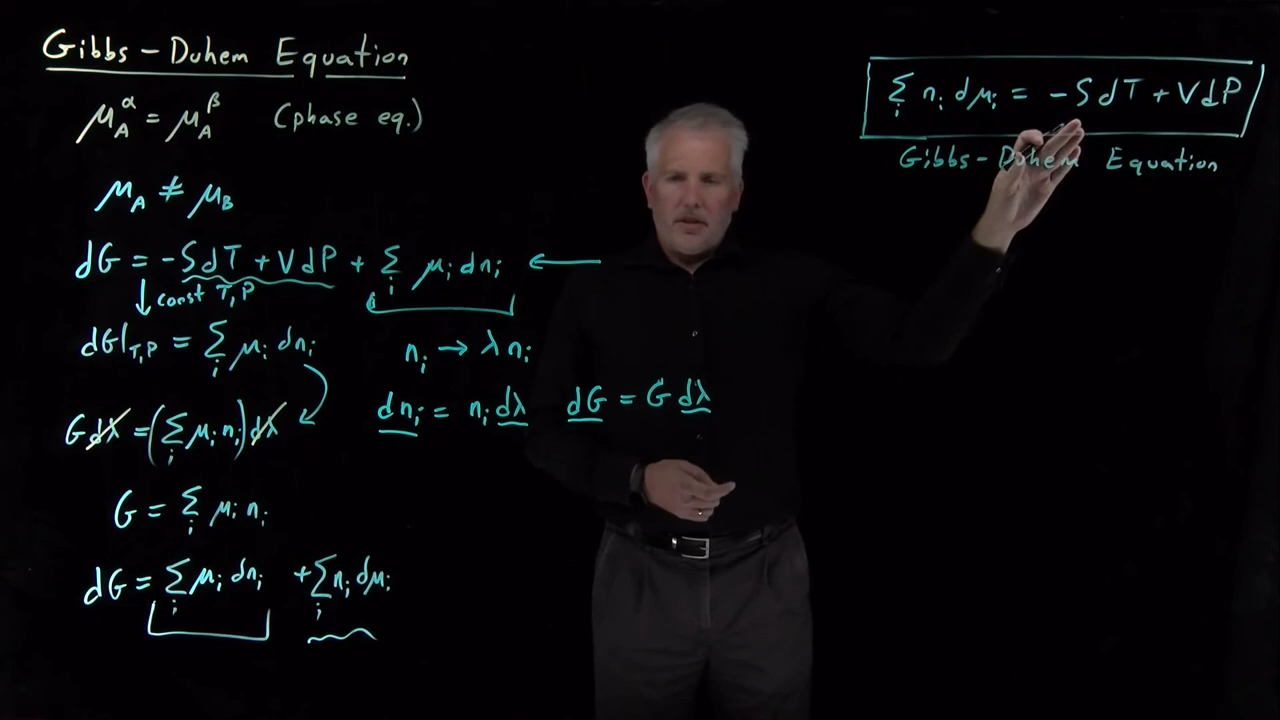 Gibbs-Duhem Equation
μ_A^α = μ_A^β (phase eq.)
μ_A ≠ μ_B
dG = -SdT + VdP + Σ_i μ_i dn_i ←
↓ const T, P
dG|_T,P = Σ_i μ_i dn_i
n_i → λn_i
dn_i = n_i dλ dG = G dλ
G dλ = (Σ_i μ_i n_i) dλ
G = Σ_i μ_i n_i
dG = Σ_i μ_i dn_i + Σ_i n_i dμ_i
Σ_i n_i dμ_i = -SdT + VdP
Gibbs-Duhem Equation